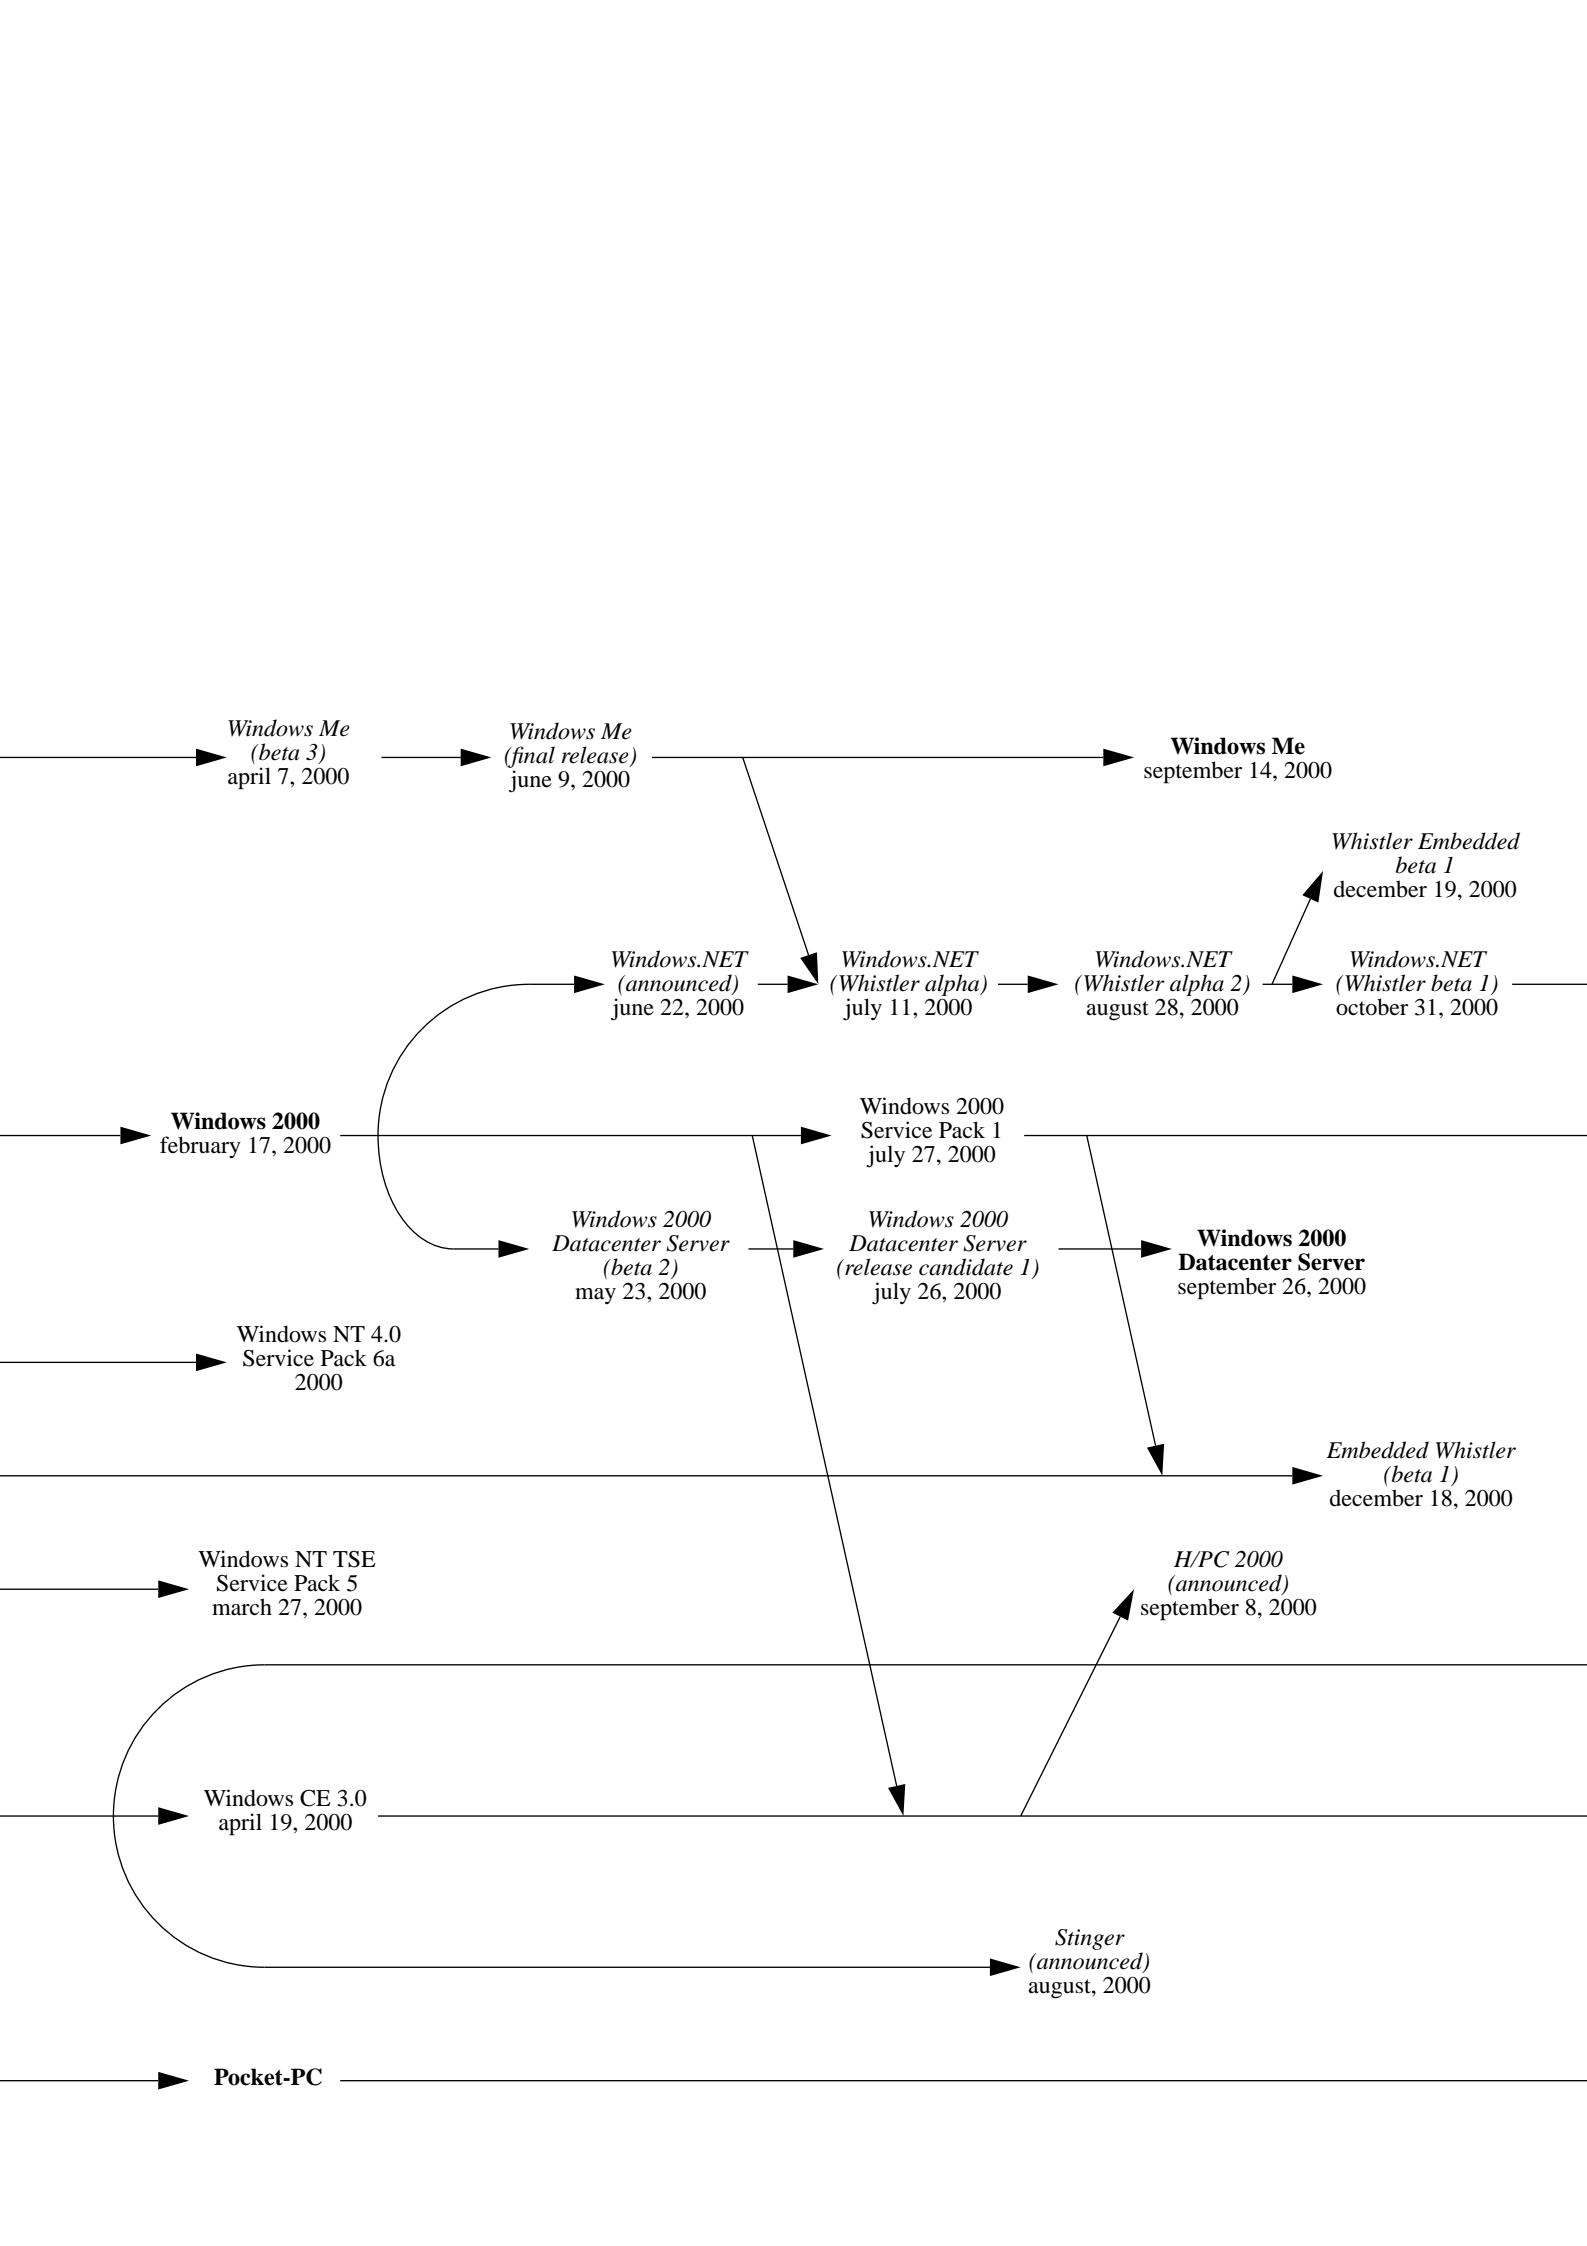 Windows Me
(beta 3)
april 7, 2000
Windows Me
(final release)
june 9, 2000
Windows Me
september 14, 2000
Whistler Embedded
beta 1
december 19, 2000
Windows.NET
(announced)
june 22, 2000
Windows.NET
(Whistler alpha)
july 11, 2000
Windows.NET
(Whistler alpha 2)
august 28, 2000
Windows.NET
(Whistler beta 1)
october 31, 2000
Windows 2000
february 17, 2000
Windows 2000
Service Pack 1
july 27, 2000
Windows 2000
Datacenter Server
(beta 2)
may 23, 2000
Windows 2000
Datacenter Server
(release candidate 1)
july 26, 2000
Windows 2000
Datacenter Server
september 26, 2000
Windows NT 4.0
Service Pack 6a
2000
Embedded Whistler
(beta 1)
december 18, 2000
Windows NT TSE
Service Pack 5
march 27, 2000
H/PC 2000
(announced)
september 8, 2000
Windows CE 3.0
april 19, 2000
Stinger
(announced)
august, 2000
Pocket-PC